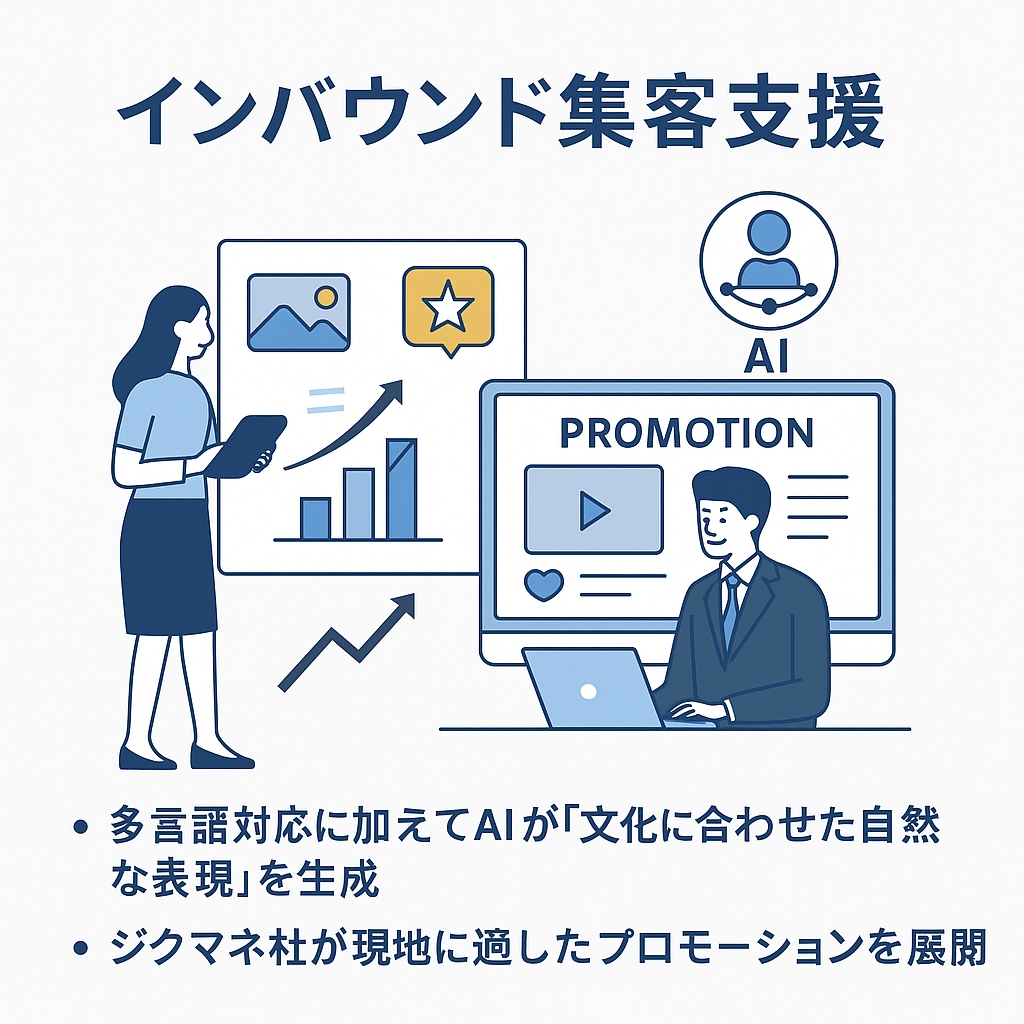 インバウンド集客支援
AI
PROMOTION
• 多言語対応に加えてAIが「文化に合わせた自然
な表現」を生成
• ジクマネ社が現地に適したプロモーションを展開